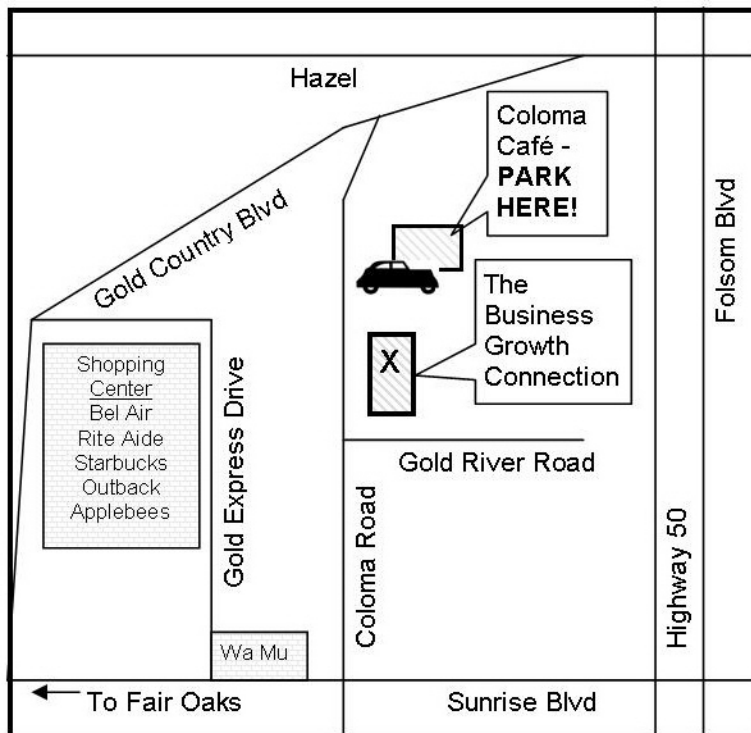 Hazel
Coloma
Café -
PARK
HERE!
Gold Country Blvd
Folsom Blvd
The
Business
Growth
Connection
X
Shopping
Center
Bel Air
Rite Aide
Starbucks
Outback
Applebees
Gold Express Drive
Gold River Road
Coloma Road
Highway 50
Wa Mu
To Fair Oaks
Sunrise Blvd